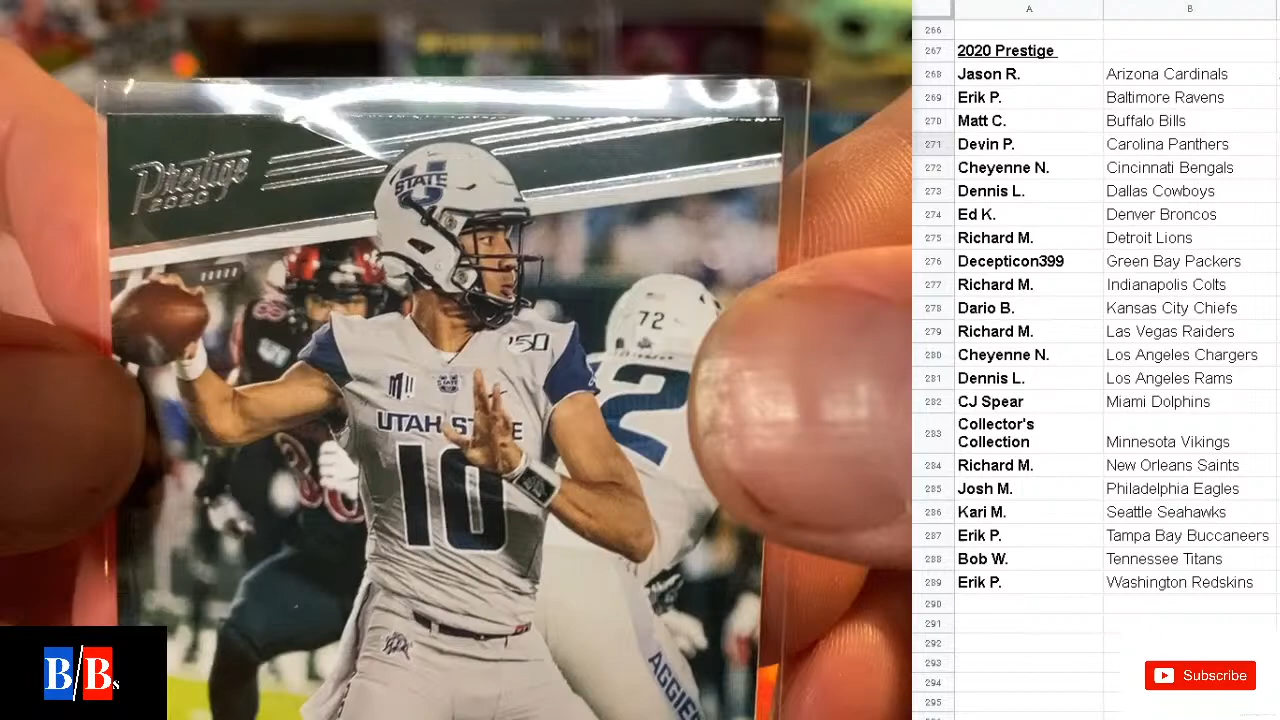 Prestige
2020
STATE
U
72
150
UTAH STATE
10
2
AGGIES
B/Bs
A B
266
267 2020 Prestige
268 Jason R. Arizona Cardinals
269 Erik P. Baltimore Ravens
270 Matt C. Buffalo Bills
271 Devin P. Carolina Panthers
272 Cheyenne N. Cincinnati Bengals
273 Dennis L. Dallas Cowboys
274 Ed K. Denver Broncos
275 Richard M. Detroit Lions
276 Decepticon399 Green Bay Packers
277 Richard M. Indianapolis Colts
278 Dario B. Kansas City Chiefs
279 Richard M. Las Vegas Raiders
280 Cheyenne N. Los Angeles Chargers
281 Dennis L. Los Angeles Rams
282 CJ Spear Miami Dolphins
283 Collector's
Collection Minnesota Vikings
284 Richard M. New Orleans Saints
285 Josh M. Philadelphia Eagles
286 Kari M. Seattle Seahawks
287 Erik P. Tampa Bay Buccaneers
288 Bob W. Tennessee Titans
289 Erik P. Washington Redskins
290
291
292
293
294
295
Subscribe